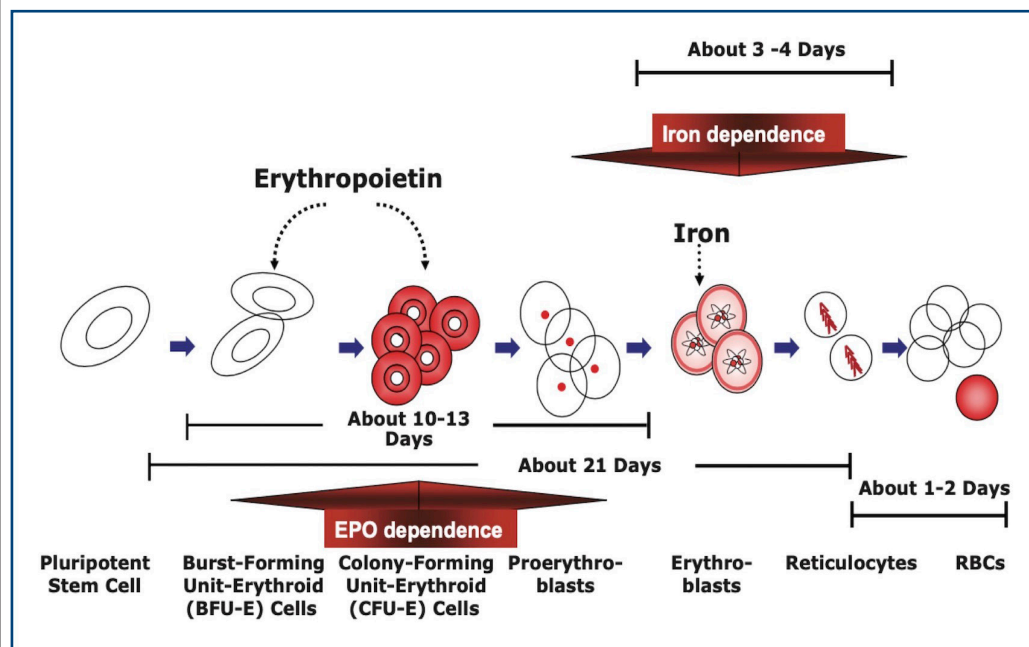 About 3 -4 Days
Iron dependence
Erythropoietin
Iron
About 10-13
Days
About 21 Days
About 1-2 Days
EPO dependence
Pluripotent
Stem Cell
Burst-Forming
Unit-Erythroid
(BFU-E) Cells
Colony-Forming
Unit-Erythroid
(CFU-E) Cells
Proerythro-
blasts
Erythro-
blasts
Reticulocytes
RBCs